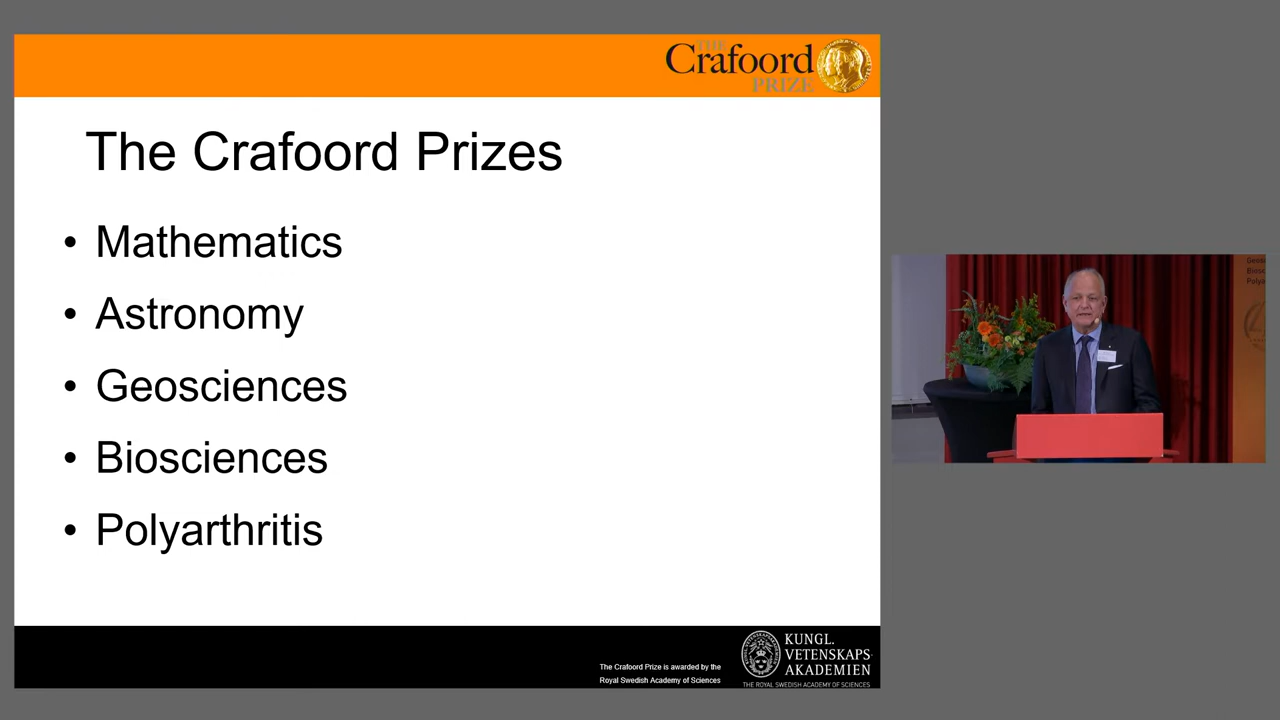 THE
Crafoord
PRIZE
The Crafoord Prizes
• Mathematics
• Astronomy
• Geosciences
• Biosciences
• Polyarthritis
The Crafoord Prize is awarded by the
Royal Swedish Academy of Sciences
KUNGL.
VETENSKAPS-
AKADEMIEN
THE ROYAL SWEDISH ACADEMY OF SCIENCES